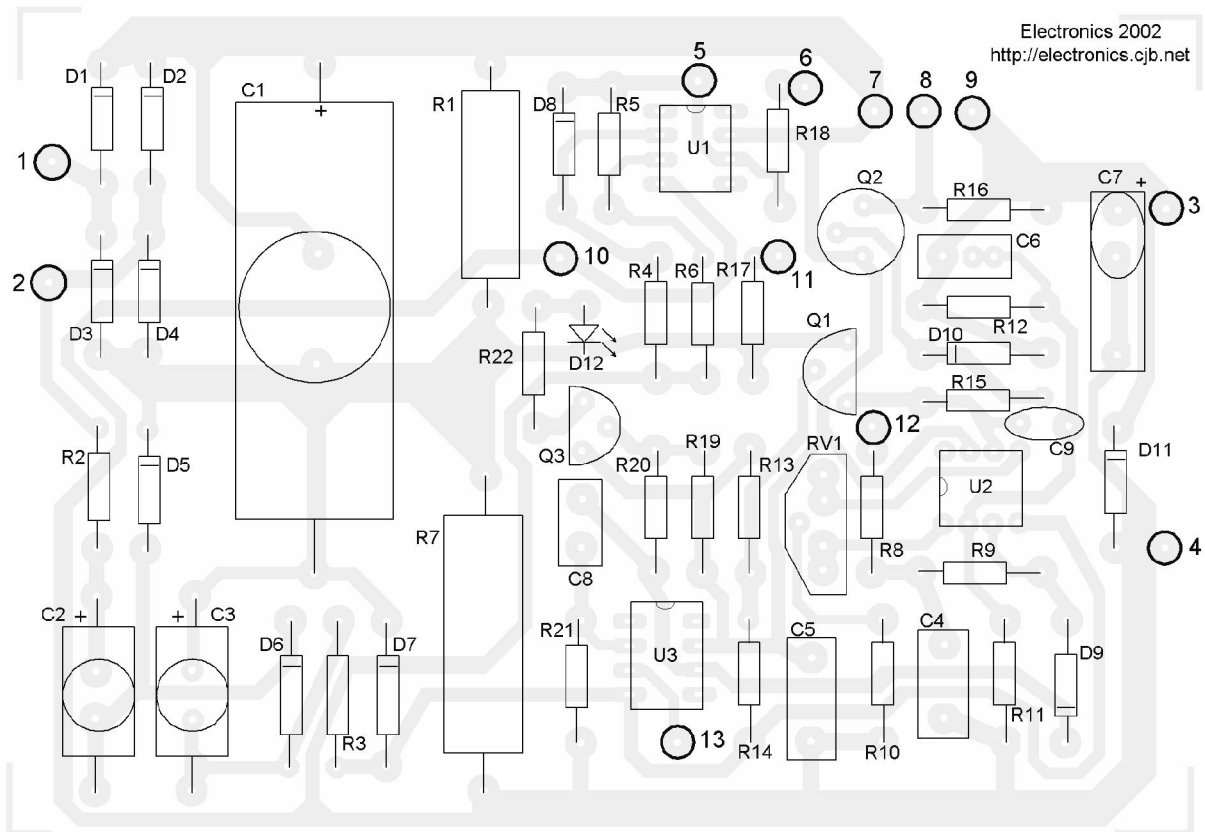 Electronics 2002
http://electronics.cjb.net
5
6
D1
D2
C1
+
R1
D8
R5
U1
R18
7
8
9
1
Q2
R16
C7
+
3
C6
2
10
11
R4
R6
R17
D3
D4
R22
D12
Q1
R12
D10
R15
12
C9
R2
D5
Q3
R20
R19
R13
RV1
U2
D11
R7
C8
R8
R9
4
C2
+
+
C3
D6
D7
R21
U3
C5
C4
D9
R3
13
R14
R10
R11